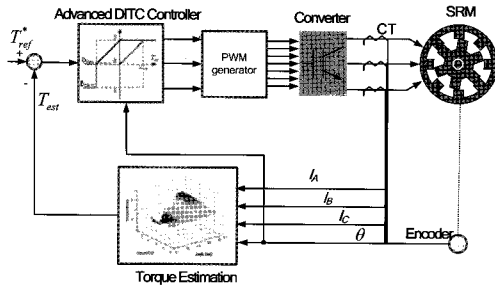 Advanced DITC Controller
Converter
CT
SRM
T*ref
+
-
Test
PWM
generator
IA
IB
IC
θ
Encoder
Torque Estimation